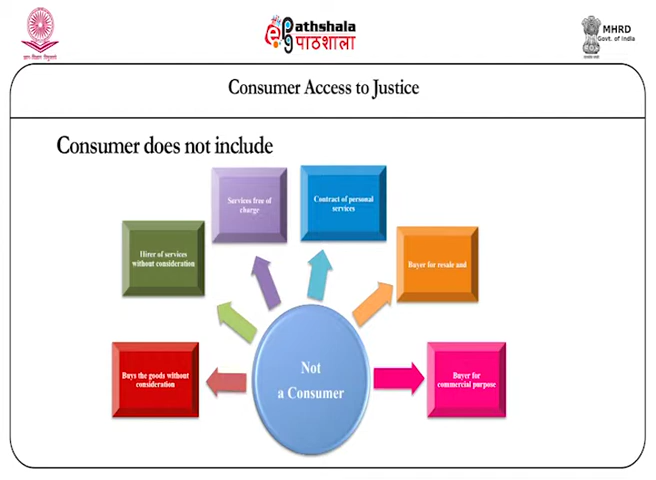 ePathshala
पाठशाला
MHRD
Govt. of India
Consumer Access to Justice
Consumer does not include
Services free of
charge
Contract of personal
services
Hirer of services
without consideration
Buyer for resale and
Not
a Consumer
Buys the goods without
consideration
Buyer for
commercial purpose